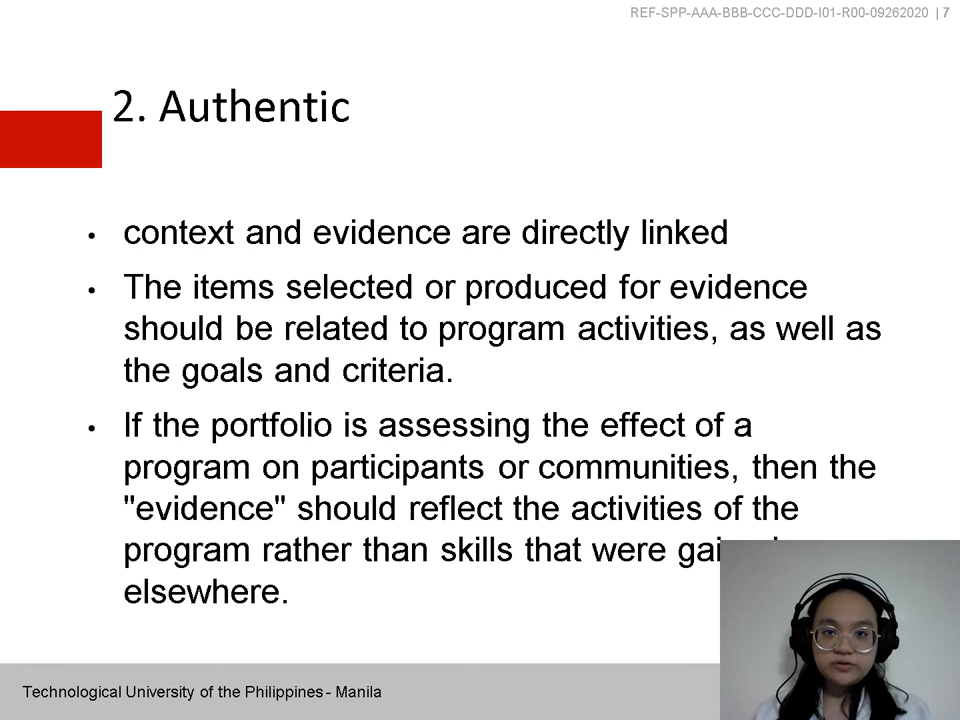 REF-SPP-AAA-BBB-CCC-DDD-I01-R00-09262020 | 7
2. Authentic
• context and evidence are directly linked
• The items selected or produced for evidence
should be related to program activities, as well as
the goals and criteria.
• If the portfolio is assessing the effect of a
program on participants or communities, then the
"evidence" should reflect the activities of the
program rather than skills that were
elsewhere.
Technological University of the Philippines - Manila